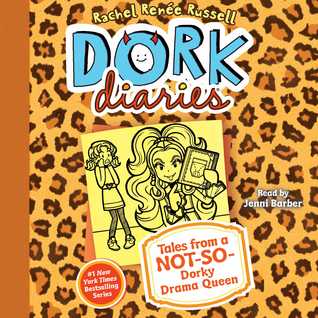 Rachel Renée Russell
DORK
diaries
Read by
Jenni Barber
Tales from a
NOT-SO-
Dorky
Drama Queen
#1 New
York Times
Bestselling
Series